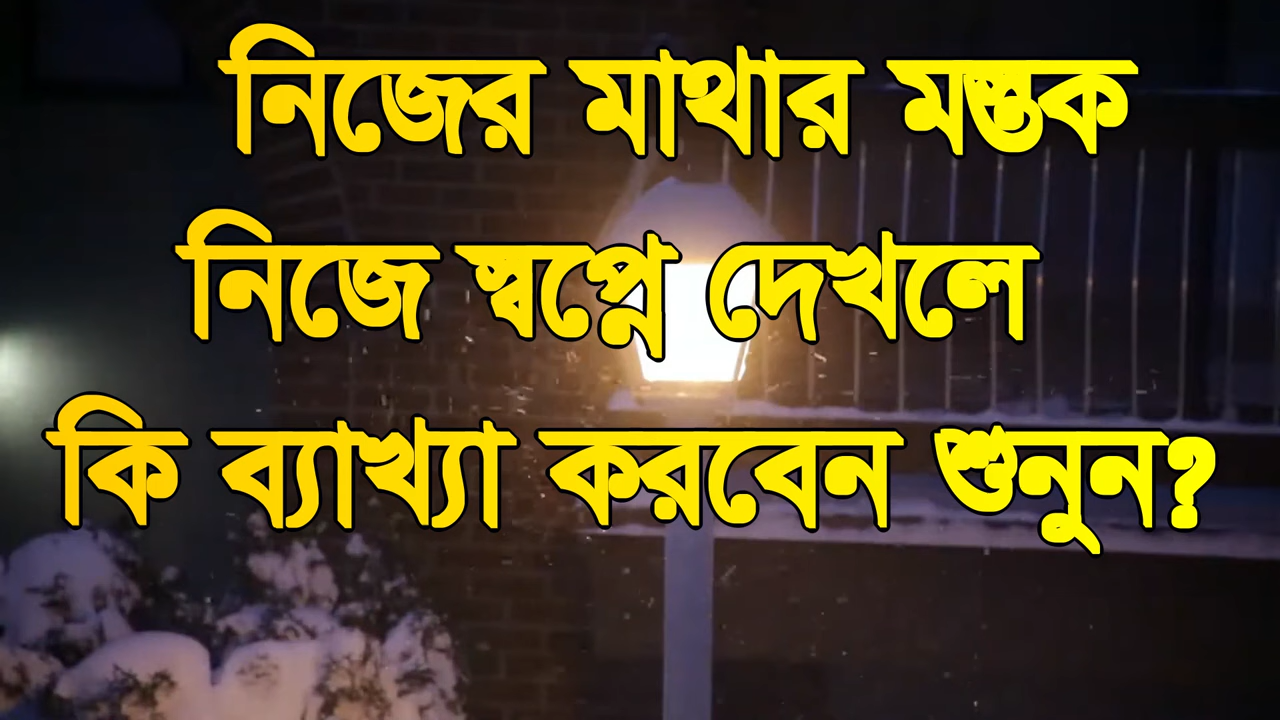 নিজের মাথার মস্তক
নিজে স্বপ্নে দেখলে
কি ব্যাখ্যা করবেন শুনুন?